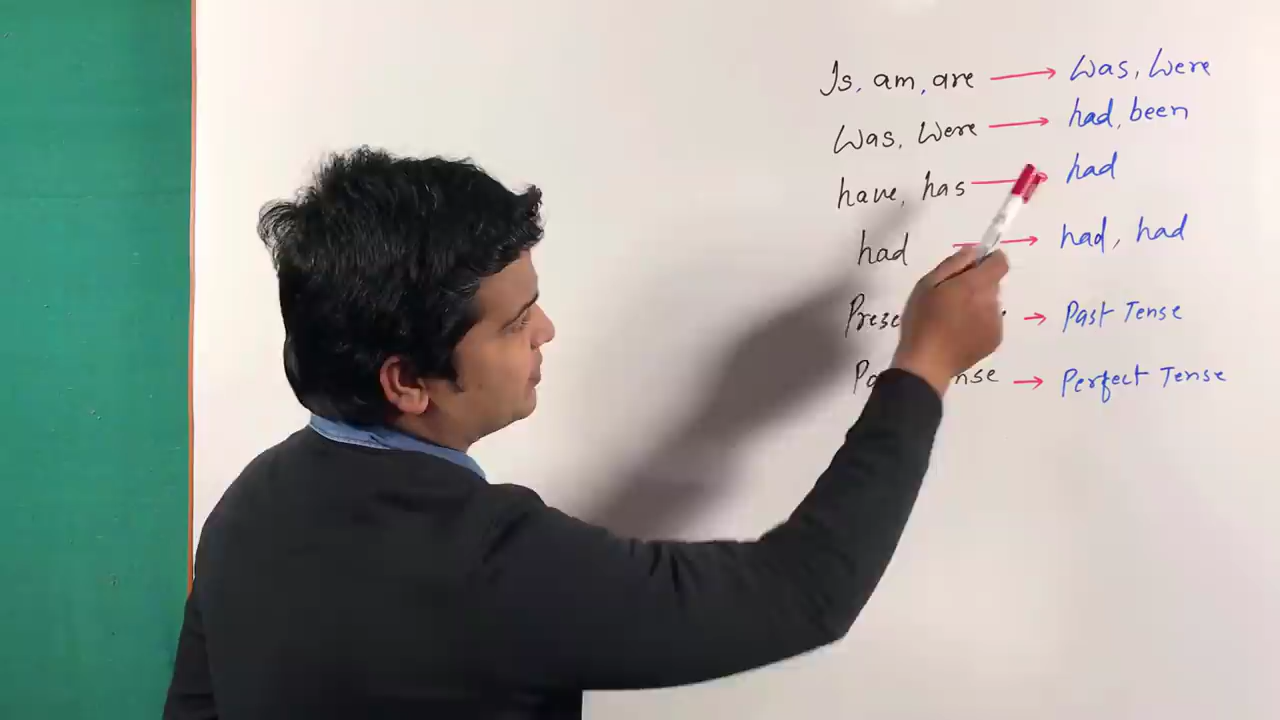 Is, am, are → was, were
Was, Were → had, been
have, has → had
had → had, had
→ Past Tense
→ Perfect Tense